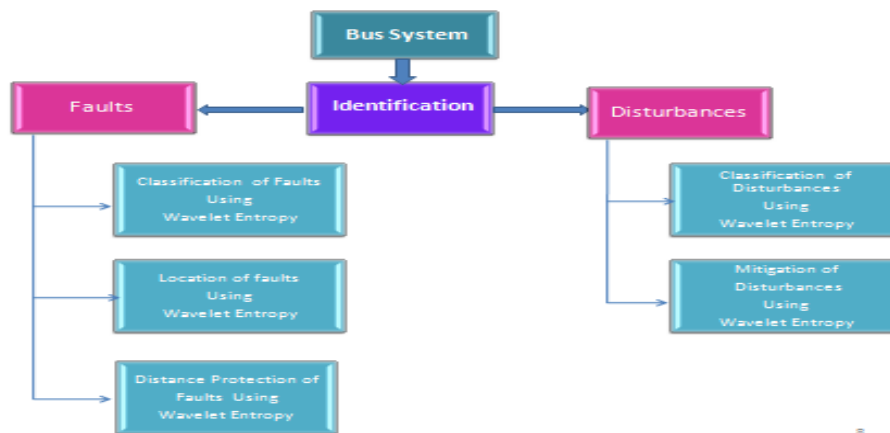 Bus System
Identification
Faults
Disturbances
Classification of Faults
Using
Wavelet Entropy
Location of faults
Using
Wavelet Entropy
Distance Protection of
Faults Using
Wavelet Entropy
Classification of
Disturbances
Using
Wavelet Entropy
Mitigation of
Disturbances
Using
Wavelet Entropy